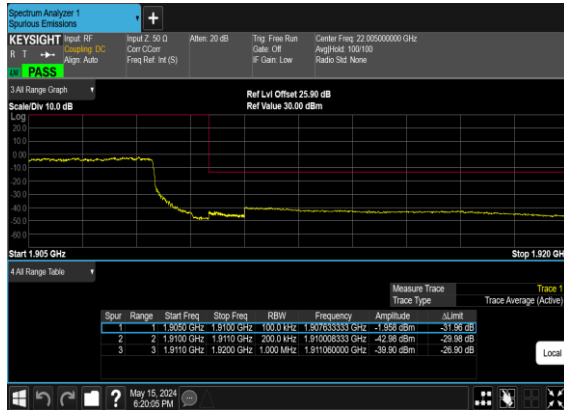 Spectrum Analyzer 1
Spurious Emissions
+
KEYSIGHT Input: RF Input Z: 50 Ω Atten: 20 dB Trig: Free Run Center Freq: 22.005000000 GHz
R T Coupling: DC Corr CCorr Gate: Off Avg|Hold: 100/100
Align: Auto Freq Ref: Int (S) IF Gain: Low Radio Std: None
PASS
3 All Range Graph Ref Lvl Offset 25.90 dB
Scale/Div 10.0 dB Ref Value 30.00 dBm
Log
20.0
10.0
0.00
-10.0
-20.0
-30.0
-40.0
-50.0
-60.0
Start 1.905 GHz Stop 1.920 GH
4 All Range Table
Measure Trace Trace 1
Trace Type Trace Average (Active)
Spur Range Start Freq Stop Freq RBW Frequency Amplitude ΔLimit
1 1 1.9050 GHz 1.9100 GHz 100.0 kHz 1.907633333 GHz -1.958 dBm -31.96 dB
2 2 1.9100 GHz 1.9110 GHz 200.0 kHz 1.910008333 GHz -42.98 dBm -29.98 dB
3 3 1.9110 GHz 1.9200 GHz 1.000 MHz 1.911060000 GHz -39.90 dBm -26.90 dB
Local
? May 15, 2024
6:20:05 PM